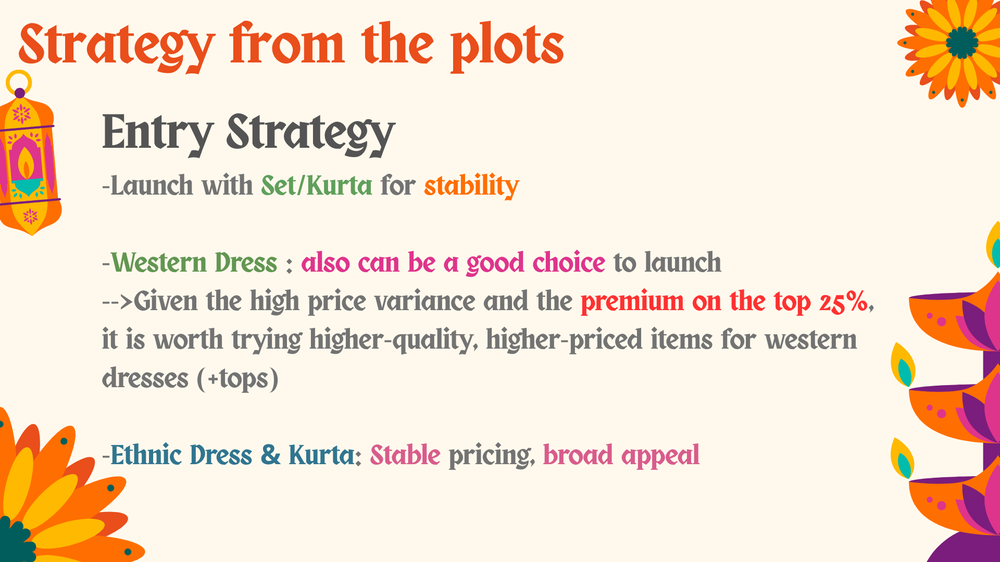 Strategy from the plots
Entry Strategy
-Launch with Set/Kurta for stability
-Western Dress : also can be a good choice to launch
-->Given the high price variance and the premium on the top 25%,
it is worth trying higher-quality, higher-priced items for western
dresses (+tops)
-Ethnic Dress & Kurta: Stable pricing, broad appeal